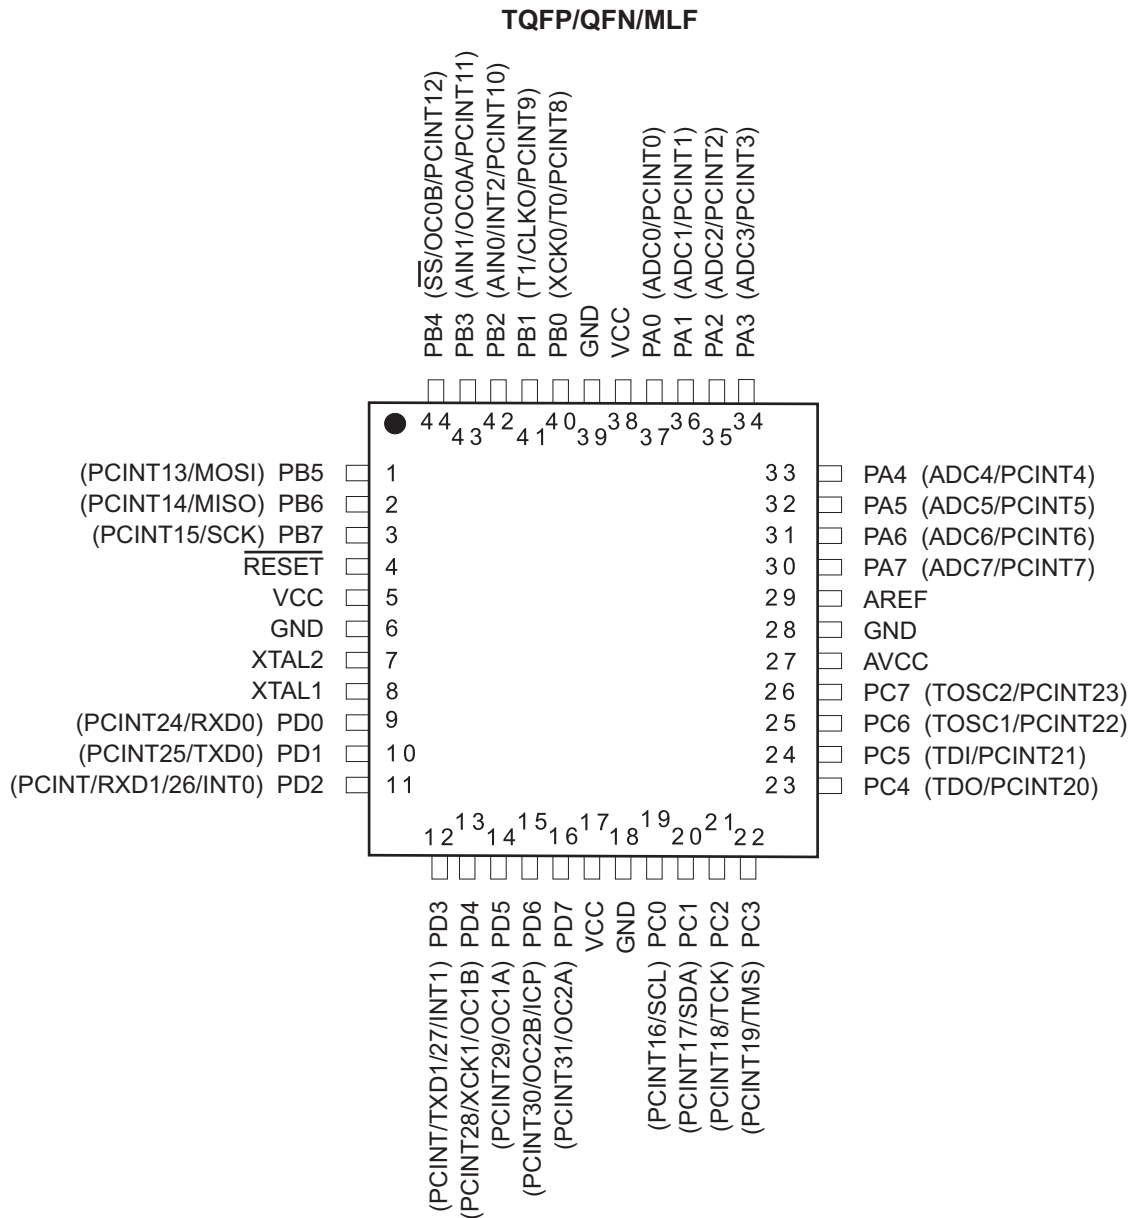 TQFP/QFN/MLF
PB4 (SS/OC0B/PCINT12)
PB3 (AIN1/OC0A/PCINT11)
PB2 (AIN0/INT2/PCINT10)
PB1 (T1/CLKO/PCINT9)
PB0 (XCK0/T0/PCINT8)
GND
VCC
PA0 (ADC0/PCINT0)
PA1 (ADC1/PCINT1)
PA2 (ADC2/PCINT2)
PA3 (ADC3/PCINT3)
44
43
42
41
40
39
38
37
36
35
34
(PCINT13/MOSI) PB5 1
(PCINT14/MISO) PB6 2
(PCINT15/SCK) PB7 3
RESET 4
VCC 5
GND 6
XTAL2 7
XTAL1 8
(PCINT24/RXD0) PD0 9
(PCINT25/TXD0) PD1 10
(PCINT/RXD1/26/INT0) PD2 11
33 PA4 (ADC4/PCINT4)
32 PA5 (ADC5/PCINT5)
31 PA6 (ADC6/PCINT6)
30 PA7 (ADC7/PCINT7)
29 AREF
28 GND
27 AVCC
26 PC7 (TOSC2/PCINT23)
25 PC6 (TOSC1/PCINT22)
24 PC5 (TDI/PCINT21)
23 PC4 (TDO/PCINT20)
12
13
14
15
16
17
18
19
20
21
22
(PCINT/TXD1/27/INT1) PD3
(PCINT28/XCK1/OC1B) PD4
(PCINT29/OC1A) PD5
(PCINT30/OC2B/ICP) PD6
(PCINT31/OC2A) PD7
VCC
GND
(PCINT16/SCL) PC0
(PCINT17/SDA) PC1
(PCINT18/TCK) PC2
(PCINT19/TMS) PC3